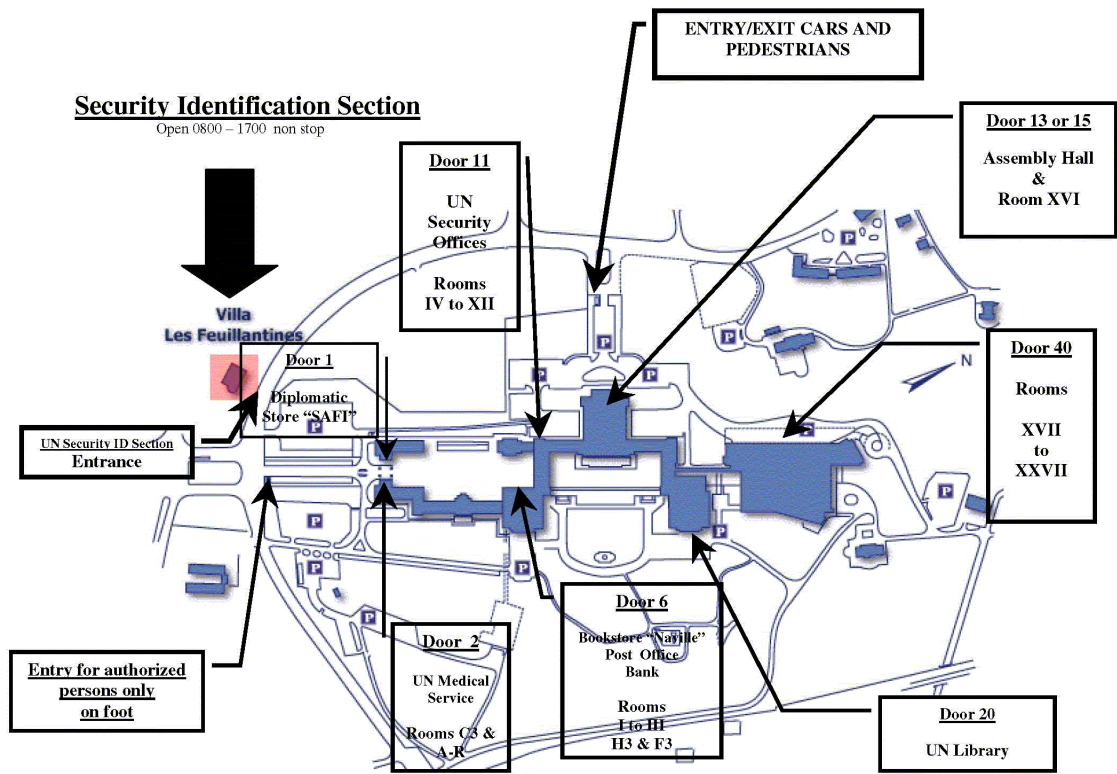 ENTRY/EXIT CARS AND
PEDESTRIANS
Security Identification Section
Open 0800 – 1700 non stop
Door 13 or 15
Assembly Hall
&
Room XVI
Door 11
UN
Security
Offices
Rooms
IV to XII
Villa
Les Feuillantines
Door 1
Diplomatic
Store “SAFI”
Door 40
Rooms
XVII
to
XXVII
N
UN Security ID Section
Entrance
P
P
P
P
P
P
P
P
P
P
P
P
P
P
Entry for authorized
persons only
on foot
Door 2
UN Medical
Service
Rooms C3 &
A-R
Door 6
Bookstore “Naville”
Post Office
Bank
Rooms
I to III
H3 & F3
Door 20
UN Library